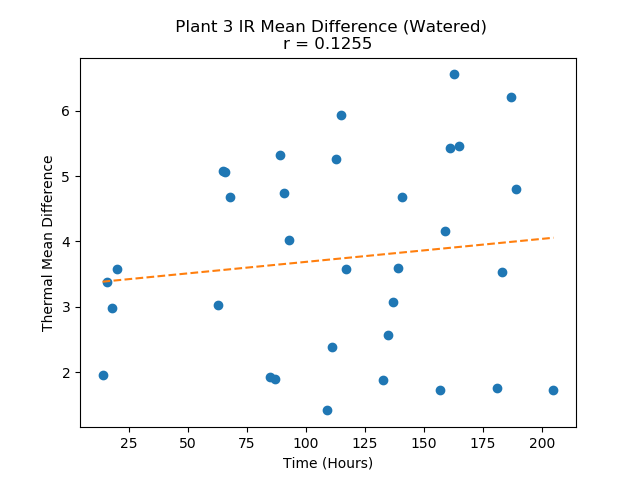 Plant 3 IR Mean Difference (Watered)
r = 0.1255
Thermal Mean Difference
6
5
4
3
2
25 50 75 100 125 150 175 200
Time (Hours)